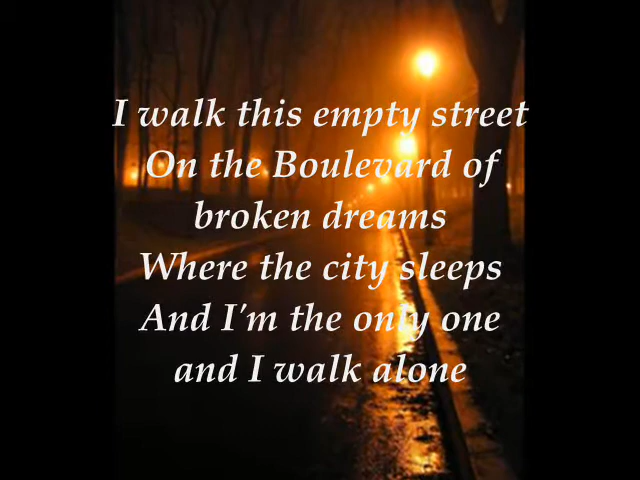 I walk this empty street
On the Boulevard of
broken dreams
Where the city sleeps
And I'm the only one
and I walk alone